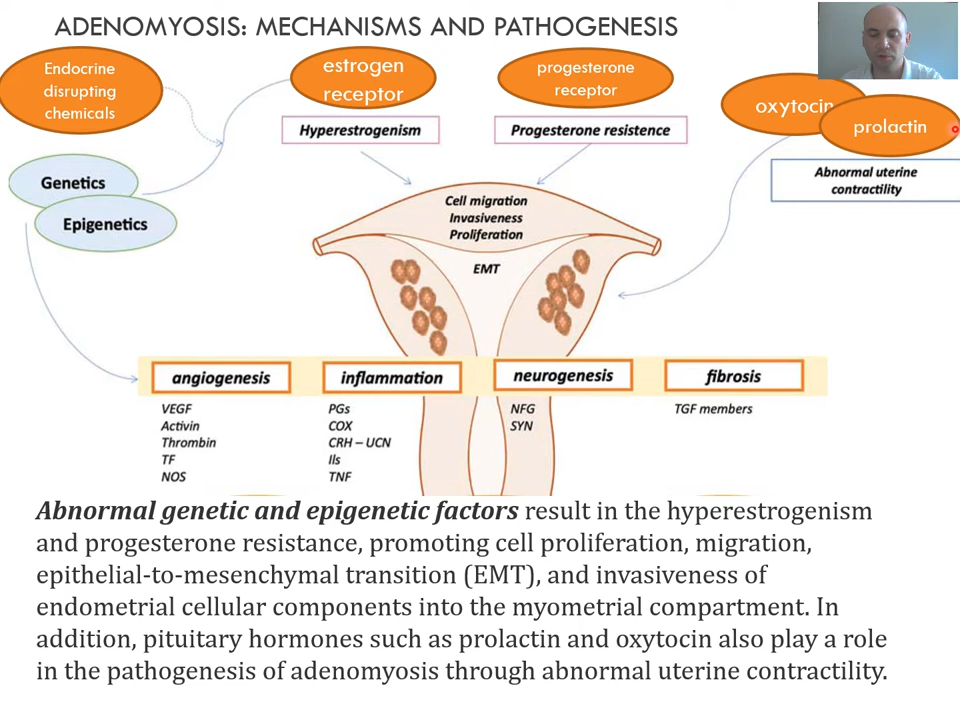 ADENOMYOSIS: MECHANISMS AND PATHOGENESIS
Endocrine
disrupting
chemicals
estrogen
receptor
progesterone
receptor
oxytocin
prolactin
Hyperestrogenism
Progesterone resistance
Abnormal uterine
contractility
Genetics
Epigenetics
Cell migration
Invasiveness
Proliferation
EMT
angiogenesis
VEGF
Activin
Thrombin
TF
NOS
inflammation
PGs
COX
CRH – UCN
Ils
TNF
neurogenesis
NFG
SYN
fibrosis
TGF members
Abnormal genetic and epigenetic factors result in the hyperestrogenism
and progesterone resistance, promoting cell proliferation, migration,
epithelial-to-mesenchymal transition (EMT), and invasiveness of
endometrial cellular components into the myometrial compartment. In
addition, pituitary hormones such as prolactin and oxytocin also play a role
in the pathogenesis of adenomyosis through abnormal uterine contractility.